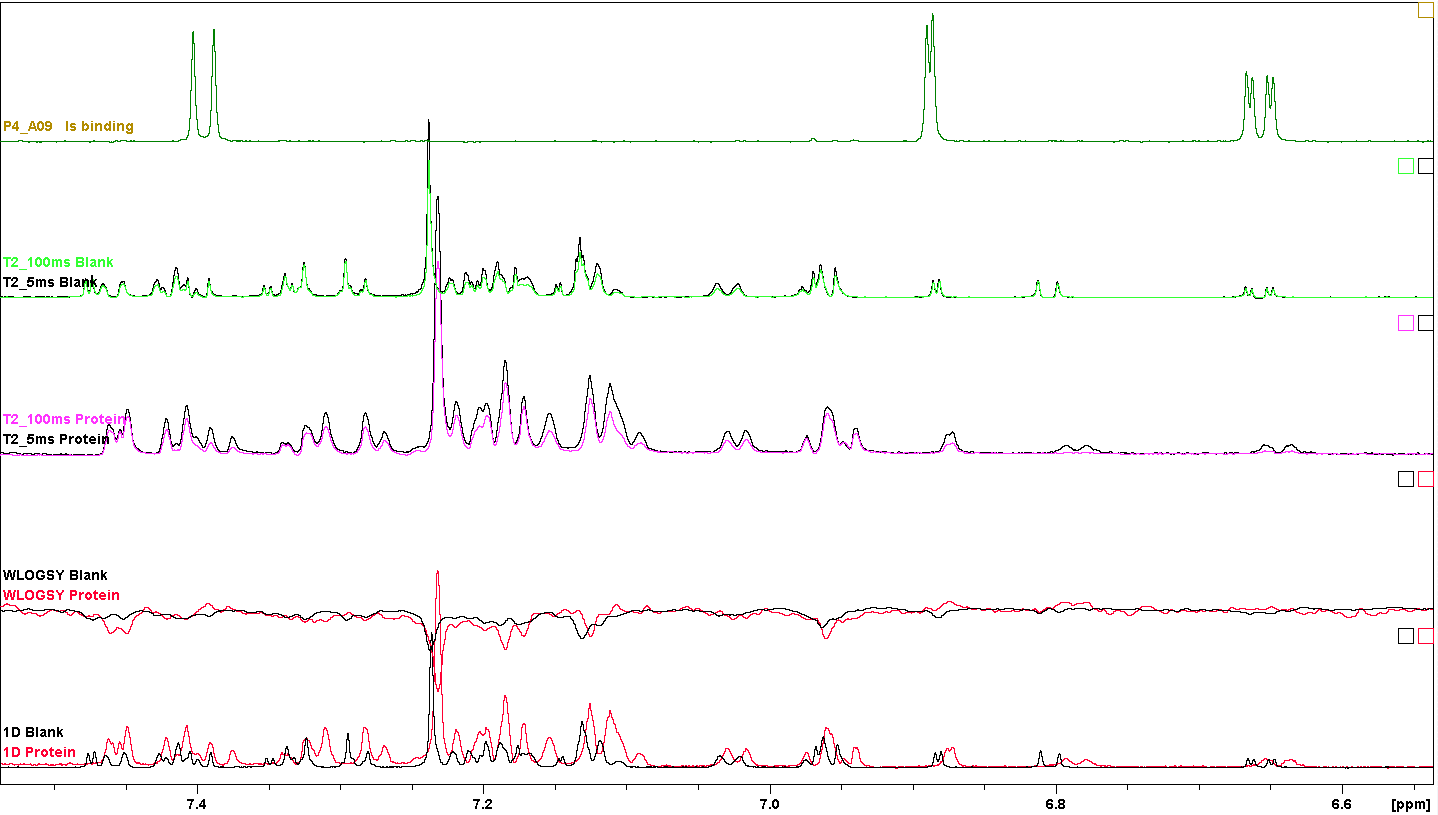 P4_A09 Is binding
T2_100ms Blank
T2_5ms Blank
T2_100ms Protein
T2_5ms Protein
WLOGSY Blank
WLOGSY Protein
1D Blank
1D Protein
7.4 7.2 7.0 6.8 6.6 [ppm]